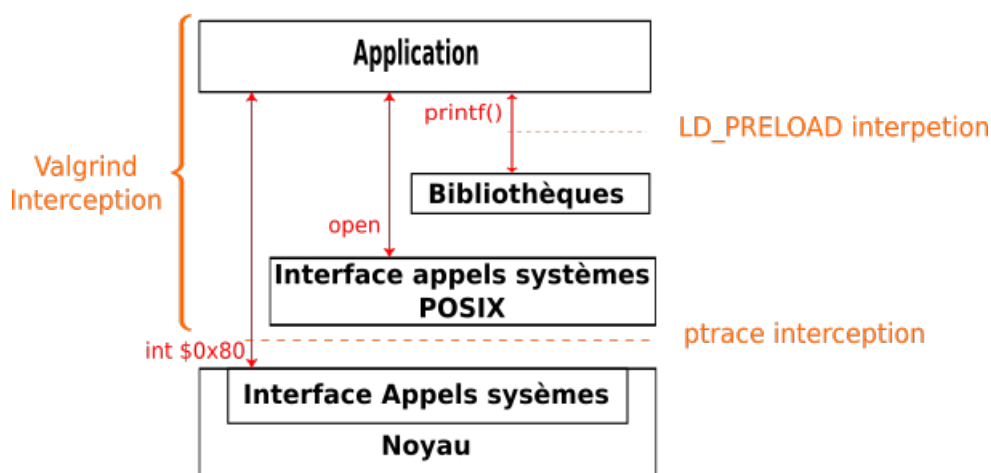 Application
printf()
LD_PRELOAD interpetion
Valgrind
Interception
Bibliothèques
open
Interface appels systèmes
POSIX
ptrace interception
int $0x80
Interface Appels sysèmes
Noyau